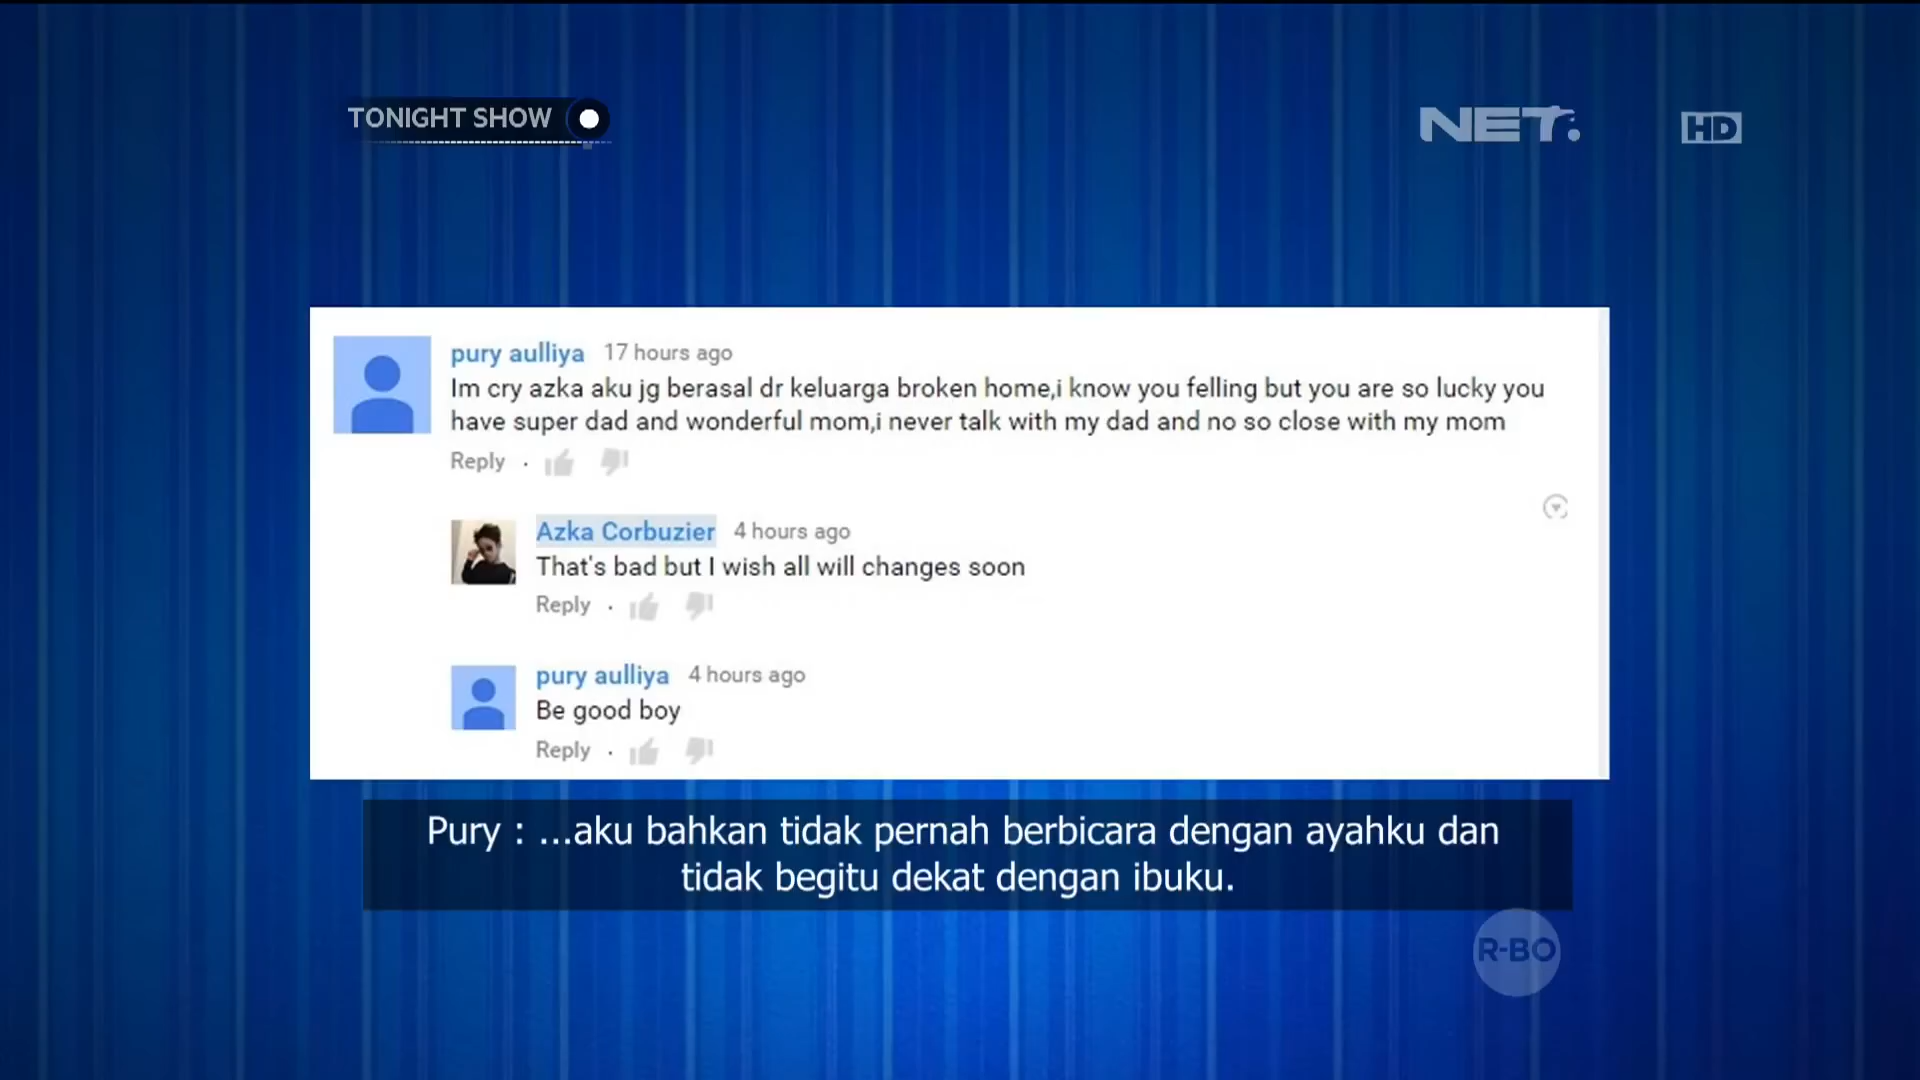 TONIGHT SHOW
NET.
HD
pury aulliya 17 hours ago
Im cry azka aku jg berasal dr keluarga broken home,i know you felling but you are so lucky you
have super dad and wonderful mom,i never talk with my dad and no so close with my mom
Reply
Azka Corbuzier 4 hours ago
That's bad but I wish all will changes soon
Reply
pury aulliya 4 hours ago
Be good boy
Reply
Pury : ...aku bahkan tidak pernah berbicara dengan ayahku dan
tidak begitu dekat dengan ibuku.
R-BO